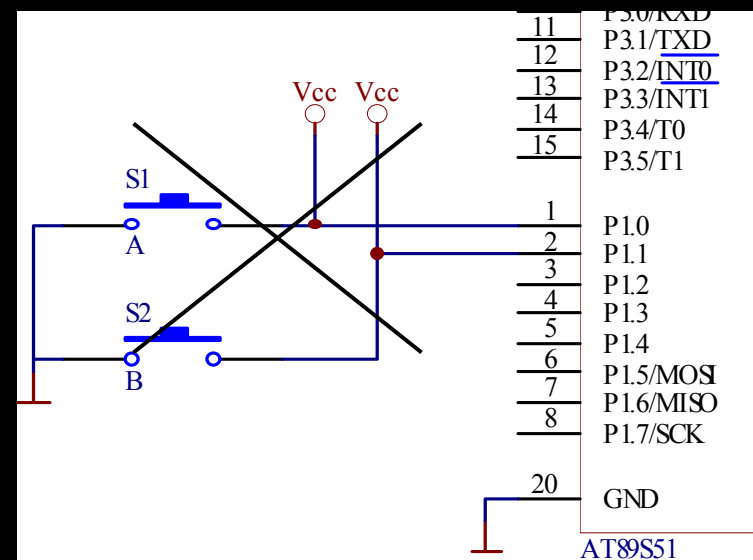 P3.0/RXD
11 P3.1/TXD
12 P3.2/INT0
13 P3.3/INT1
14 P3.4/T0
15 P3.5/T1
Vcc Vcc
S1
A
1 P1.0
2 P1.1
3 P1.2
S2
4 P1.3
5 P1.4
B
6 P1.5/MOSI
7 P1.6/MISO
8 P1.7/SCK
20 GND
AT89S51